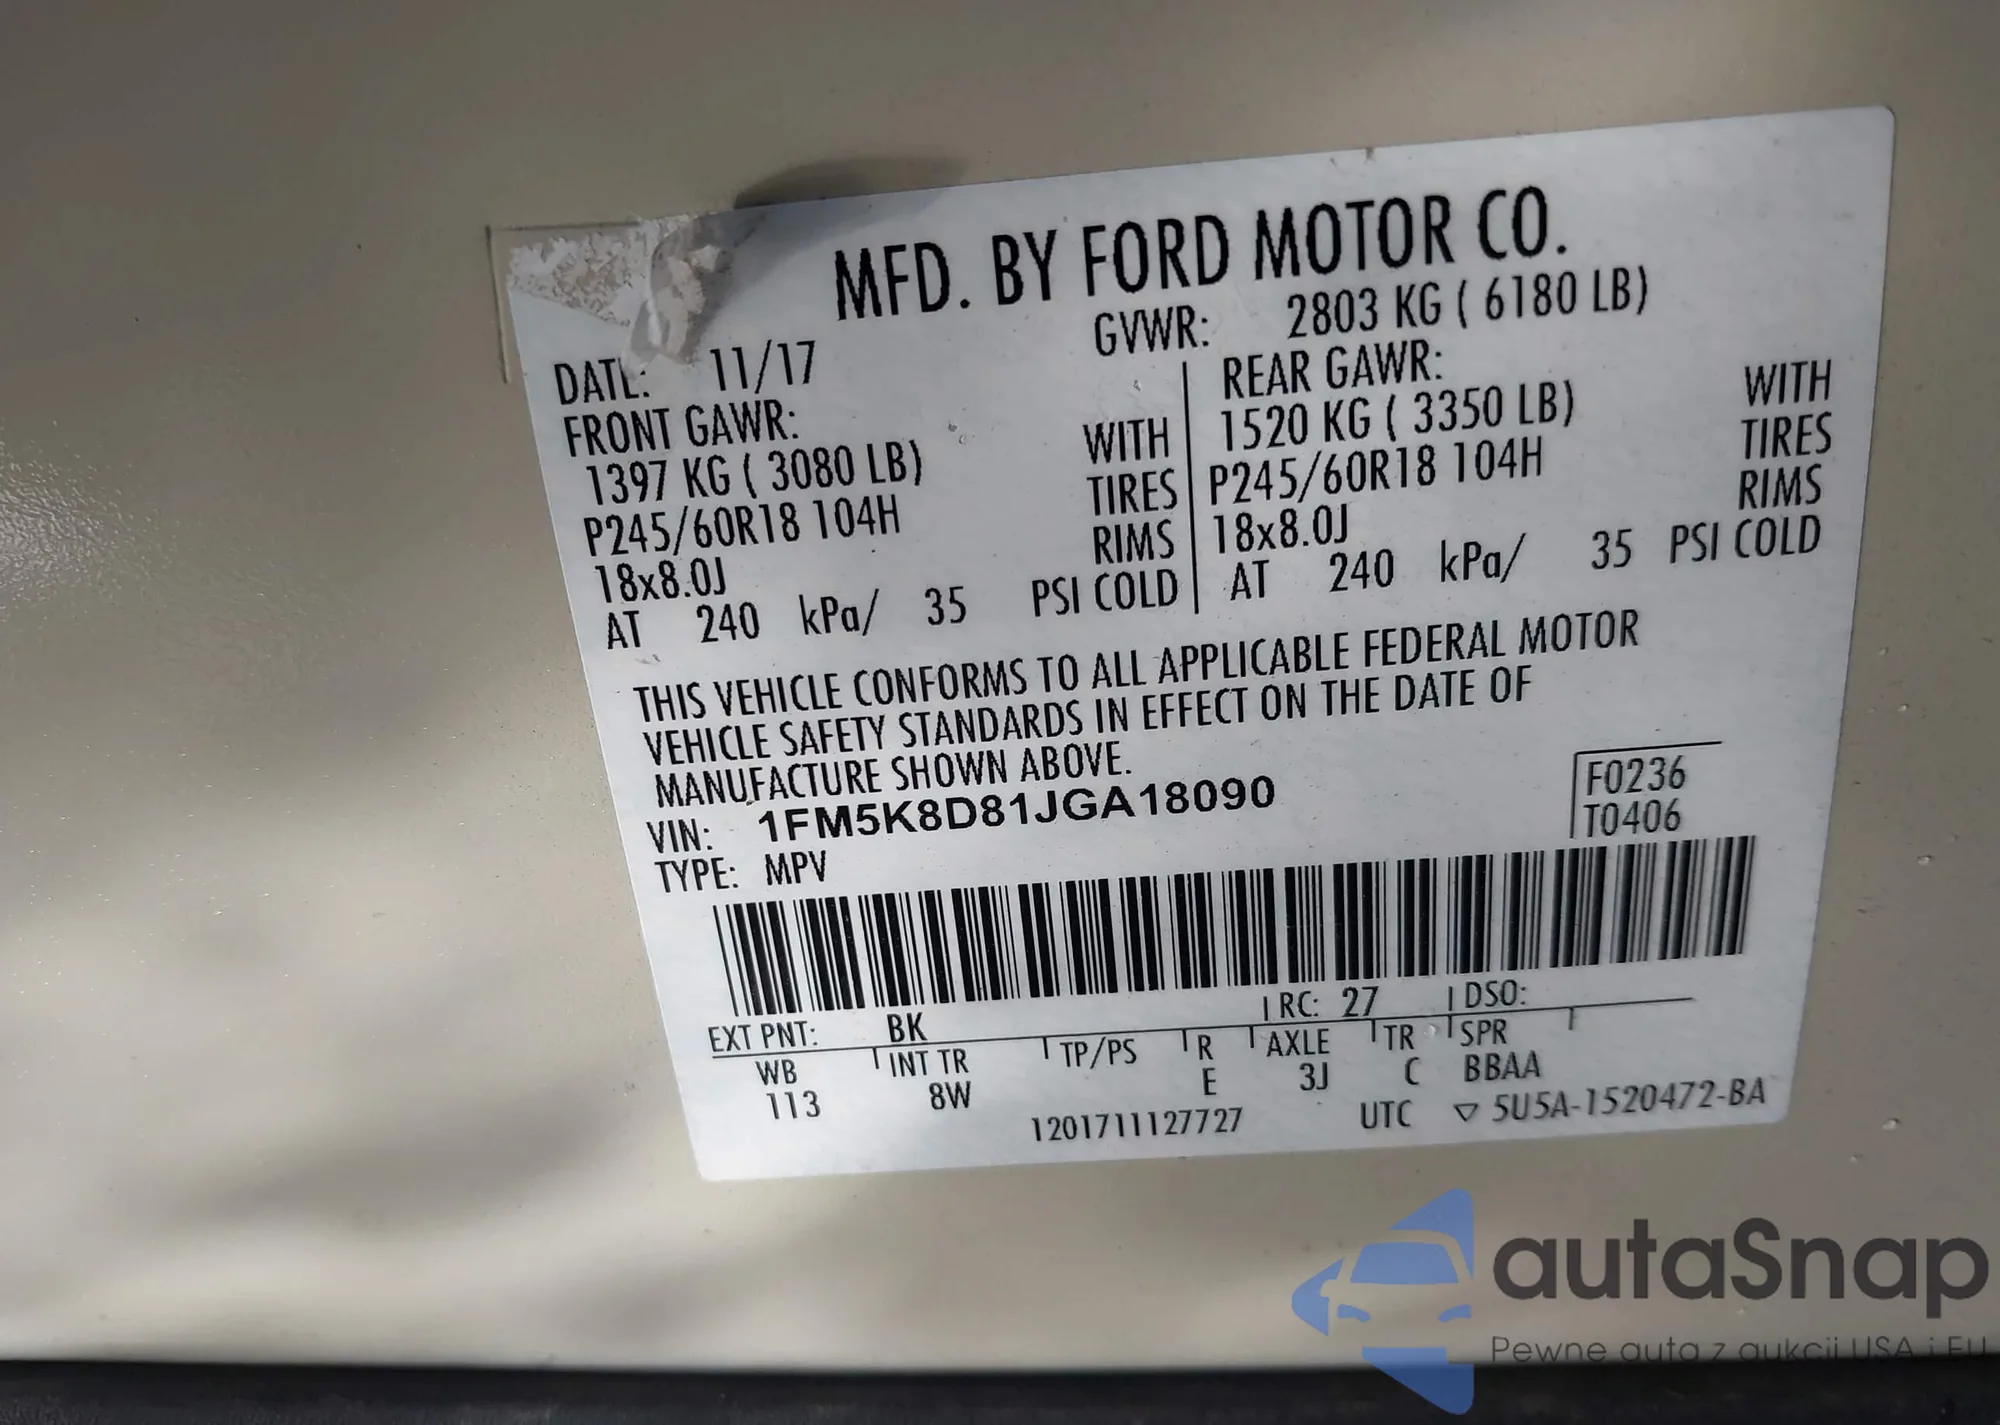 MFD. BY FORD MOTOR CO.
DATE: 11/17 GVWR: 2803 KG ( 6180 LB)
FRONT GAWR: REAR GAWR:
1397 KG ( 3080 LB) WITH 1520 KG ( 3350 LB) WITH
P245/60R18 104H TIRES P245/60R18 104H TIRES
18x8.0J RIMS 18x8.0J RIMS
AT 240 kPa/ 35 PSI COLD AT 240 kPa/ 35 PSI COLD
THIS VEHICLE CONFORMS TO ALL APPLICABLE FEDERAL MOTOR
VEHICLE SAFETY STANDARDS IN EFFECT ON THE DATE OF
MANUFACTURE SHOWN ABOVE.
VIN: 1FM5K8D81JGA18090 F0236
TYPE: MPV T0406
EXT PNT: BK RC: 27 DSO:
WB INT TR TP/PS R AXLE TR SPR
113 8W E 3J C BBAA
1201711127727 UTC ▽ 5U5A-1520472-BA
autaSnap
Pewne auta z aukcji USA i EU